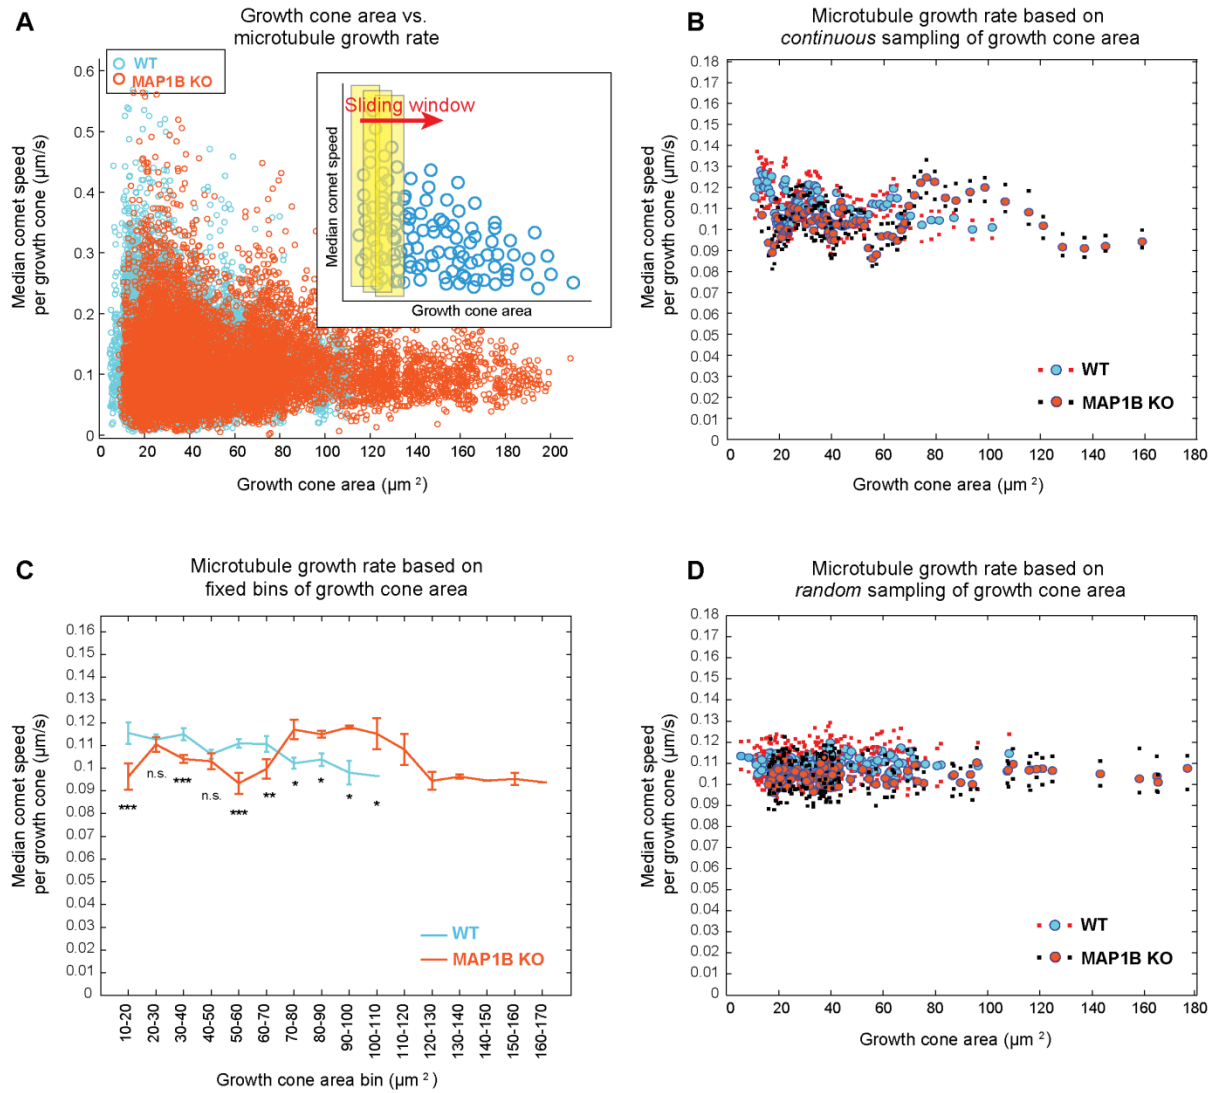 A
Growth cone area vs.
microtubule growth rate
WT
MAP1B KO
0.6
0.5
0.4
0.3
0.2
0.1
0
Median comet speed
per growth cone (µm/s)
0 20 40 60 80 100 120 140 160 180 200
Growth cone area (µm ²)
Sliding window
Median comet speed
Growth cone area
B
Microtubule growth rate based on
continuous sampling of growth cone area
0.18
0.17
0.16
0.15
0.14
0.13
0.12
0.11
0.1
0.09
0.08
0.07
0.06
0.05
0.04
0.03
0.02
0.01
0
Median comet speed
per growth cone (µm/s)
WT
MAP1B KO
0 20 40 60 80 100 120 140 160 180
Growth cone area (µm ²)
C
Microtubule growth rate based on
fixed bins of growth cone area
0.16
0.15
0.14
0.13
0.12
0.11
0.1
0.09
0.08
0.07
0.06
0.05
0.04
0.03
0.02
0.01
0
Median comet speed
per growth cone (µm/s)
*** n.s. *** n.s. *** ** * * * *
WT
MAP1B KO
10-20 20-30 30-40 40-50 50-60 60-70 70-80 80-90 90-100 100-110 110-120 120-130 130-140 140-150 150-160 160-170
Growth cone area bin (µm ²)
D
Microtubule growth rate based on
random sampling of growth cone area
0.18
0.17
0.16
0.15
0.14
0.13
0.12
0.11
0.1
0.09
0.08
0.07
0.06
0.05
0.04
0.03
0.02
0.01
0
Median comet speed
per growth cone (µm/s)
WT
MAP1B KO
0 20 40 60 80 100 120 140 160 180
Growth cone area (µm ²)